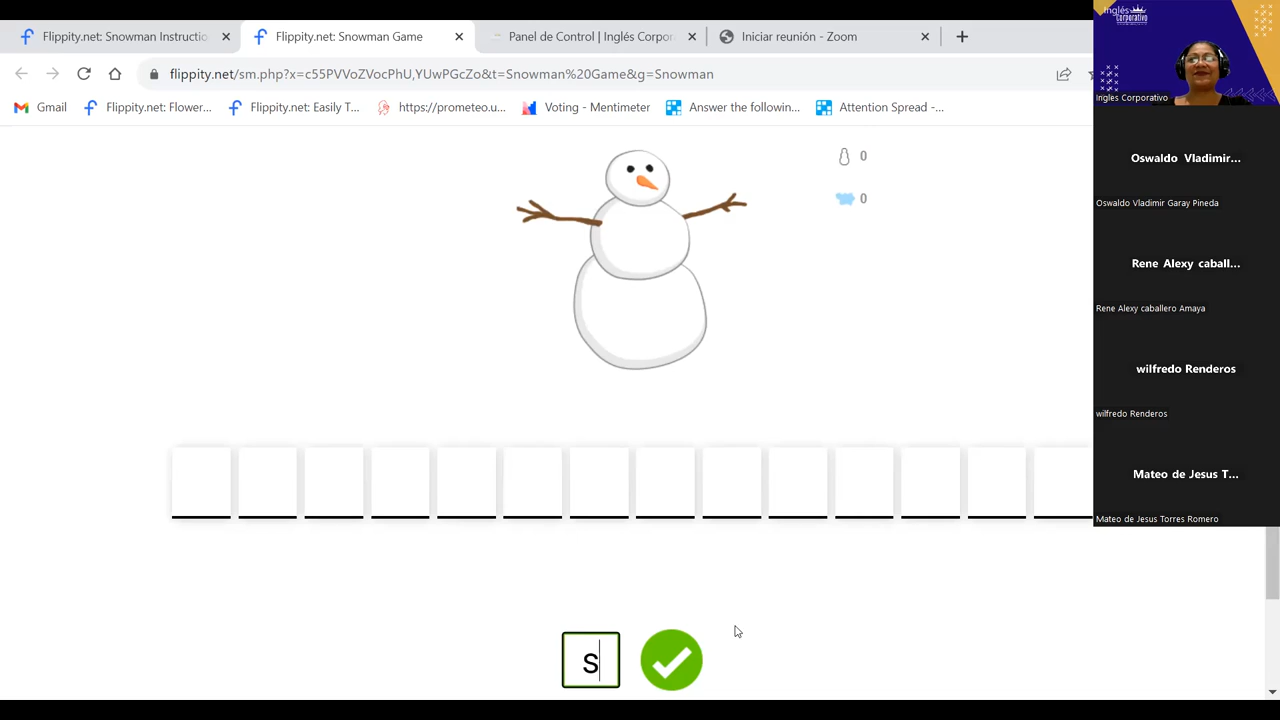 Flippity.net: Snowman Instructio
Flippity.net: Snowman Game
Panel de Control | Inglés Corpor
Iniciar reunión - Zoom
flippity.net/sm.php?x=c55PVVoZVocPhU,YUwPGcZo&t=Snowman%20Game&g=Snowman
Gmail
Flippity.net: Flower...
Flippity.net: Easily T...
https://prometeo.u...
Voting - Mentimeter
Answer the followin...
Attention Spread -...
0
0
S
Inglés
Corporativo
Ingles Corporativo
Oswaldo Vladimir...
Oswaldo Vladimir Garay Pineda
Rene Alexy caball...
Rene Alexy caballero Amaya
wilfredo Renderos
wilfredo Renderos
Mateo de Jesus T...
Mateo de Jesus Torres Romero